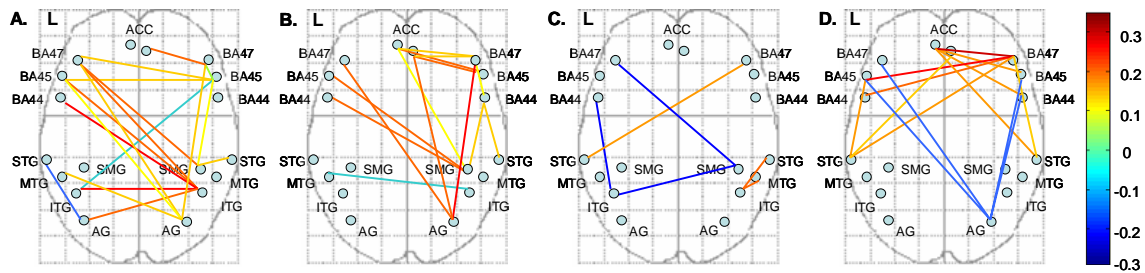 A. L
ACC
BA47 BA47
BA45 BA45
BA44 BA44
STG SMG SMG STG
MTG MTG
ITG ITG
AG AG
B. L
ACC
BA47 BA47
BA45 BA45
BA44 BA44
STG SMG SMG STG
MTG MTG
ITG ITG
AG AG
C. L
ACC
BA47 BA47
BA45 BA45
BA44 BA44
STG SMG SMG STG
MTG MTG
ITG ITG
AG AG
D. L
ACC
BA47 BA47
BA45 BA45
BA44 BA44
STG SMG SMG STG
MTG MTG
ITG ITG
AG AG
0.3
0.2
0.1
0
-0.1
-0.2
-0.3